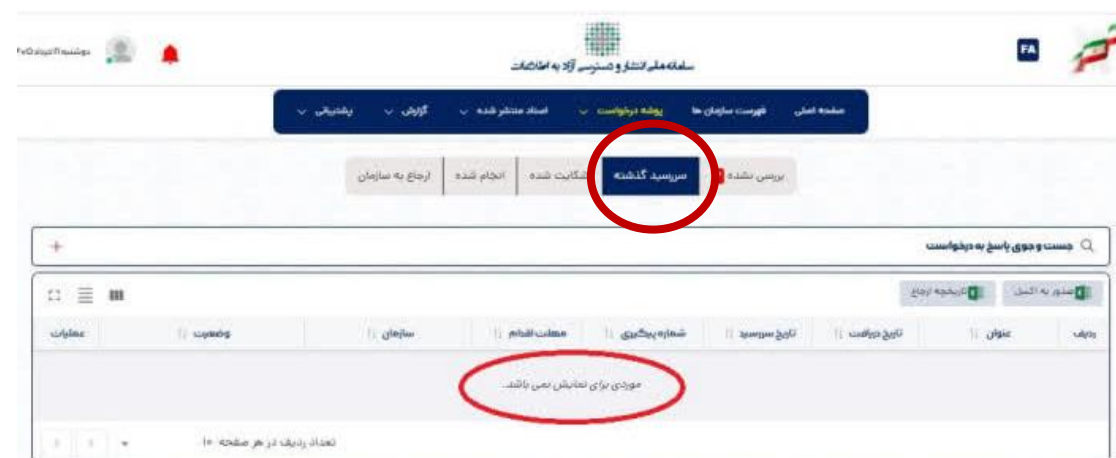 FA
سامانه ملی انتشار و دسترسی آزاد به اطلاعات
دوشنبه
صفحه اصلی فهرست سازمان ها پوشه درخواست اسناد منتشر شده گزارش پشتیبانی
بررسی نشده سررسید گذشته شکایت شده انجام شده ارجاع به سازمان
جست و جوی پاسخ به درخواست
صدور به اکسل تاریخچه ارجاع
ردیف عنوان تاریخ دریافت تاریخ سررسید شماره پیگیری مهلت اقدام سازمان وضعیت عملیات
موردی برای نمایش نمی باشد.
تعداد ردیف در هر صفحه ۱۰